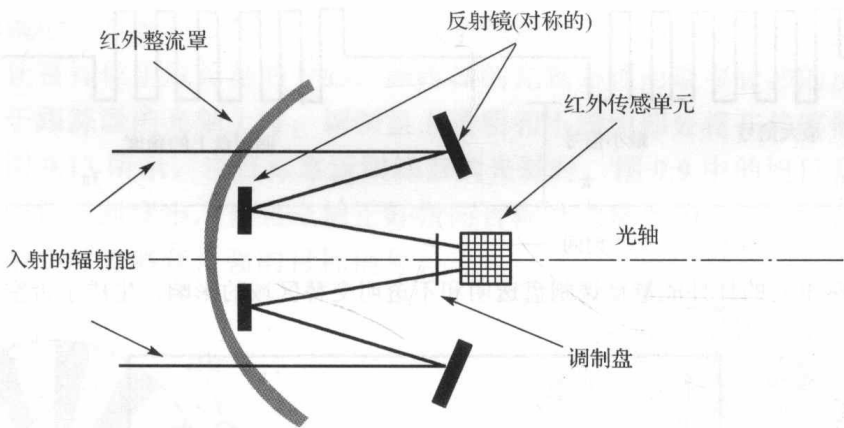 反射镜(对称的)
红外整流罩
红外传感单元
入射的辐射能
光轴
调制盘